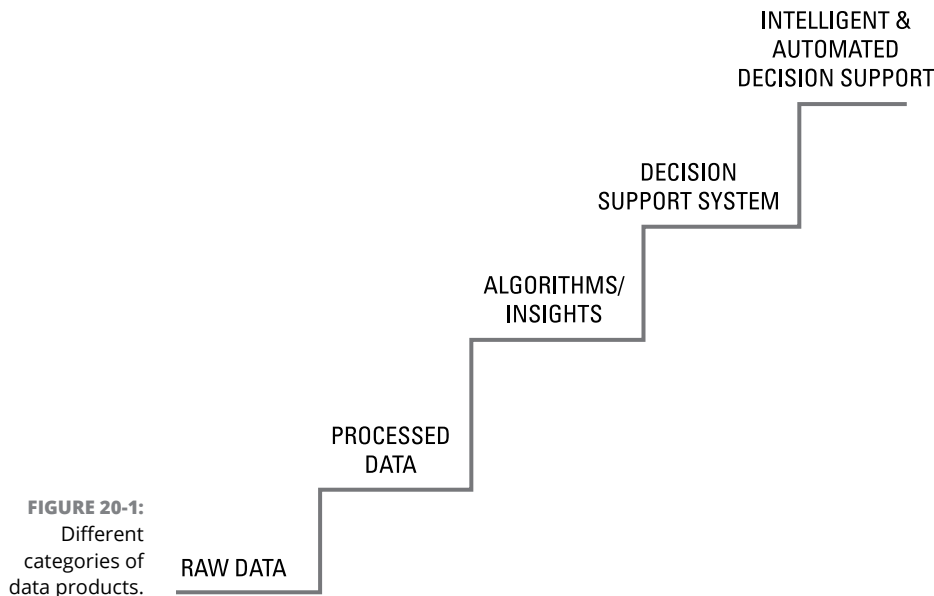 INTELLIGENT &
AUTOMATED
DECISION SUPPORT
DECISION
SUPPORT SYSTEM
ALGORITHMS/
INSIGHTS
PROCESSED
DATA
RAW DATA
FIGURE 20-1:
Different
categories of
data products.